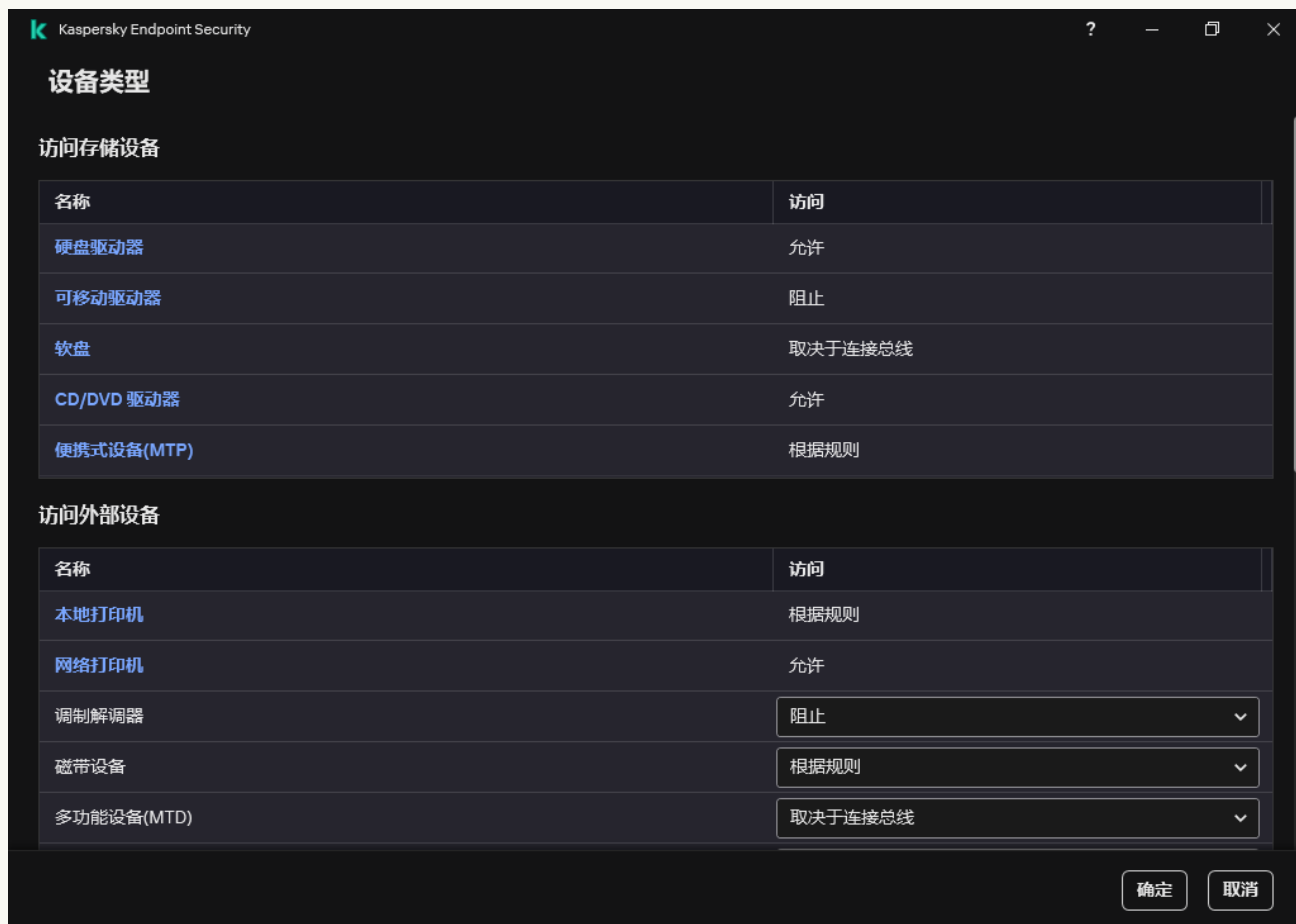 Kaspersky Endpoint Security
?
设备类型
访问存储设备
名称 访问
硬盘驱动器 允许
可移动驱动器 阻止
软盘 取决于连接总线
CD/DVD 驱动器 允许
便携式设备(MTP) 根据规则
访问外部设备
名称 访问
本地打印机 根据规则
网络打印机 允许
调制解调器 阻止
磁带设备 根据规则
多功能设备(MTD) 取决于连接总线
确定 取消